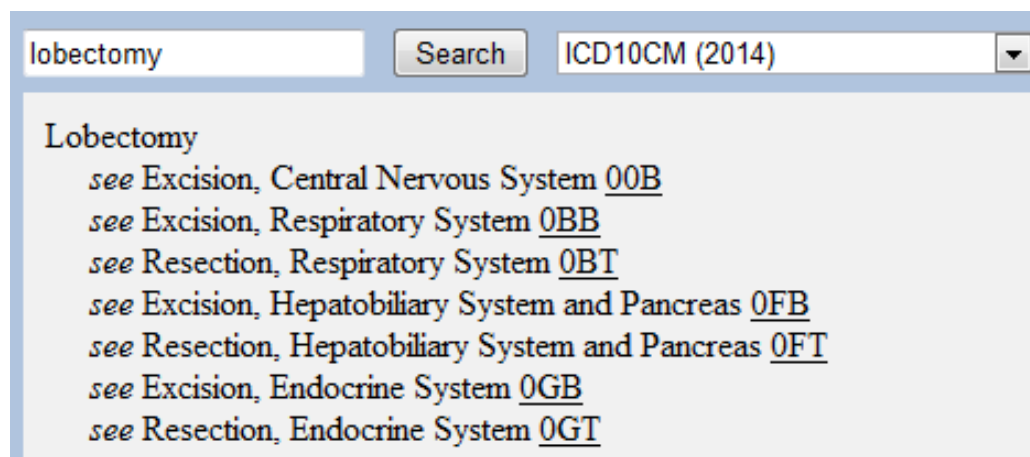 lobectomy Search ICD10CM (2014)
Lobectomy
see Excision, Central Nervous System 00B
see Excision, Respiratory System 0BB
see Resection, Respiratory System 0BT
see Excision, Hepatobiliary System and Pancreas 0FB
see Resection, Hepatobiliary System and Pancreas 0FT
see Excision, Endocrine System 0GB
see Resection, Endocrine System 0GT